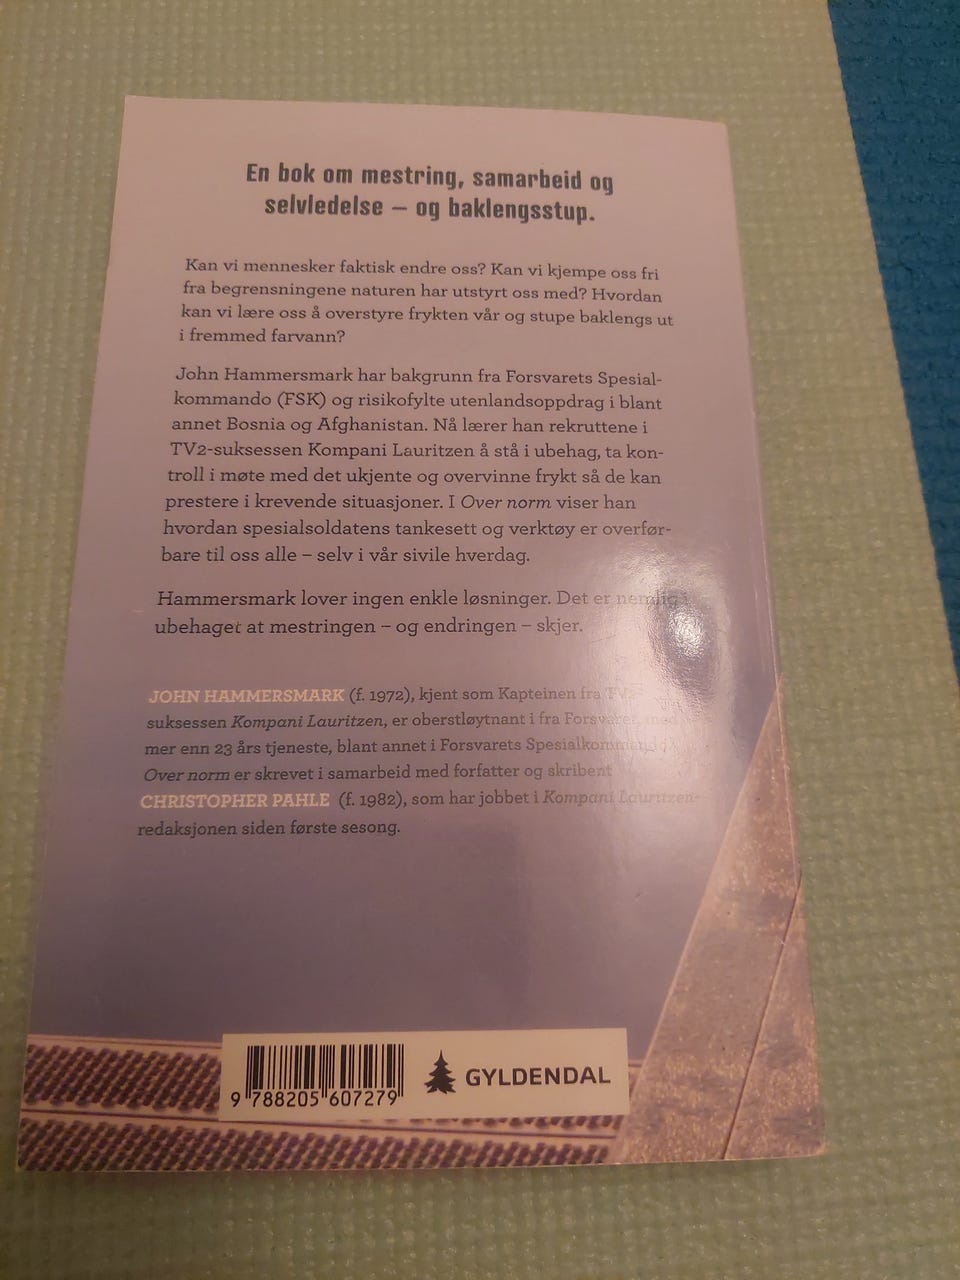 En bok om mestring, samarbeid og
selvledelse – og baklengsstup.
Kan vi mennesker faktisk endre oss? Kan vi kjempe oss fri
fra begrensningene naturen har utstyrt oss med? Hvordan
kan vi lære oss å overstyre frykten vår og stupe baklengs ut
i fremmed farvann?
John Hammersmark har bakgrunn fra Forsvarets Spesial-
kommando (FSK) og risikofylte utenlandsoppdrag i blant
annet Bosnia og Afghanistan. Nå lærer han rekruttene i
TV2-suksessen Kompani Lauritzen å stå i ubehag, ta kon-
troll i møte med det ukjente og overvinne frykt så de kan
prestere i krevende situasjoner. I Over norm viser han
hvordan spesialsoldatens tankesett og verktøy er overfør-
bare til oss alle – selv i vår sivile hverdag.
Hammersmark lover ingen enkle løsninger. Det er nemlig i
ubehaget at mestringen – og endringen – skjer.
JOHN HAMMERSMARK (f. 1972), kjent som Kapteinen fra TV2-
suksessen Kompani Lauritzen, er oberstløytnant i fra Forsvaret, med
mer enn 23 års tjeneste, blant annet i Forsvarets Spesialkommando.
Over norm er skrevet i samarbeid med forfatter og skribent
CHRISTOPHER PAHLE (f. 1982), som har jobbet i Kompani Lauritzen-
redaksjonen siden første sesong.
9 788205 607279
GYLDENDAL